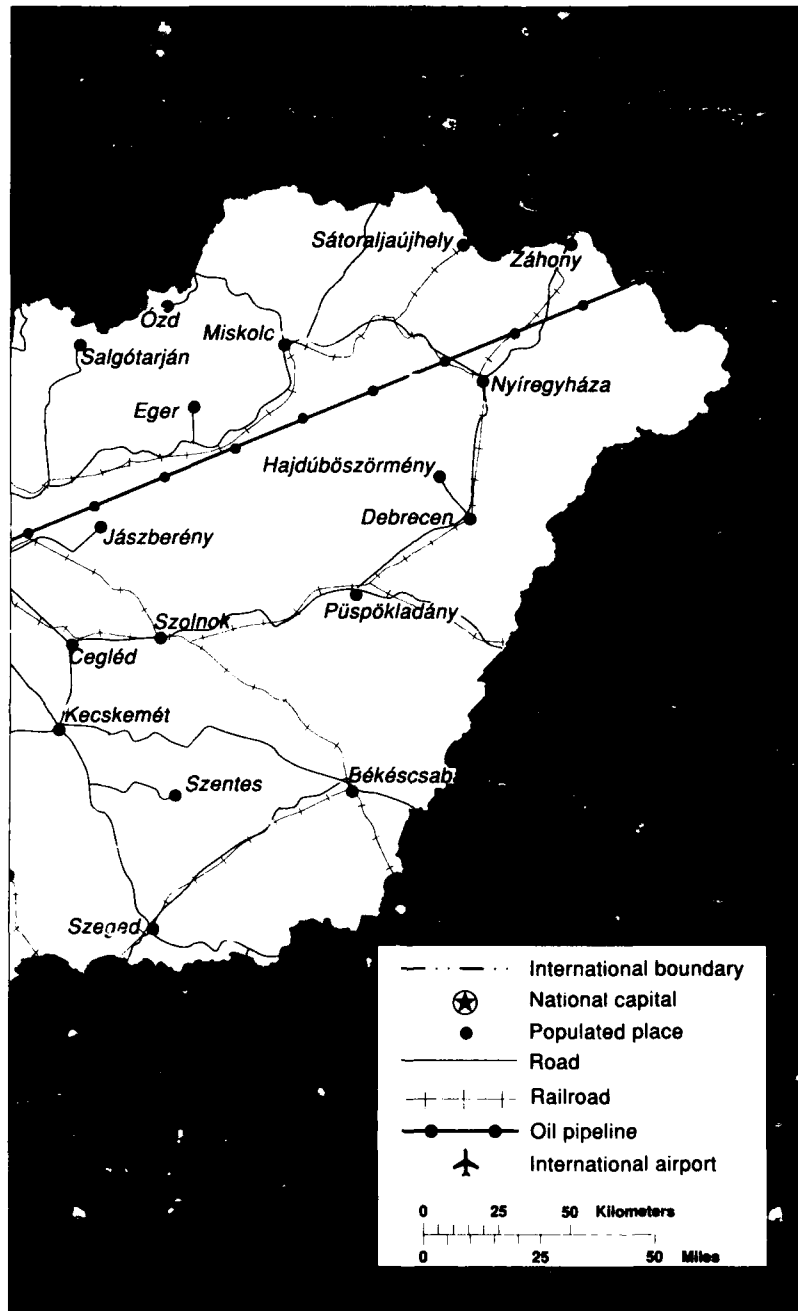 Sátoraljaújhely
Záhony
Ózd
Miskolc
Salgótarján
Nyíregyháza
Eger
Hajdúböszörmény
Debrecen
Jászberény
Püspökladány
Szolnok
Cegléd
Kecskemét
Békéscsab
Szentes
Szeged
International boundary
National capital
Populated place
Road
Railroad
Oil pipeline
International airport
0 25 50 Kilometers
0 25 50 Miles